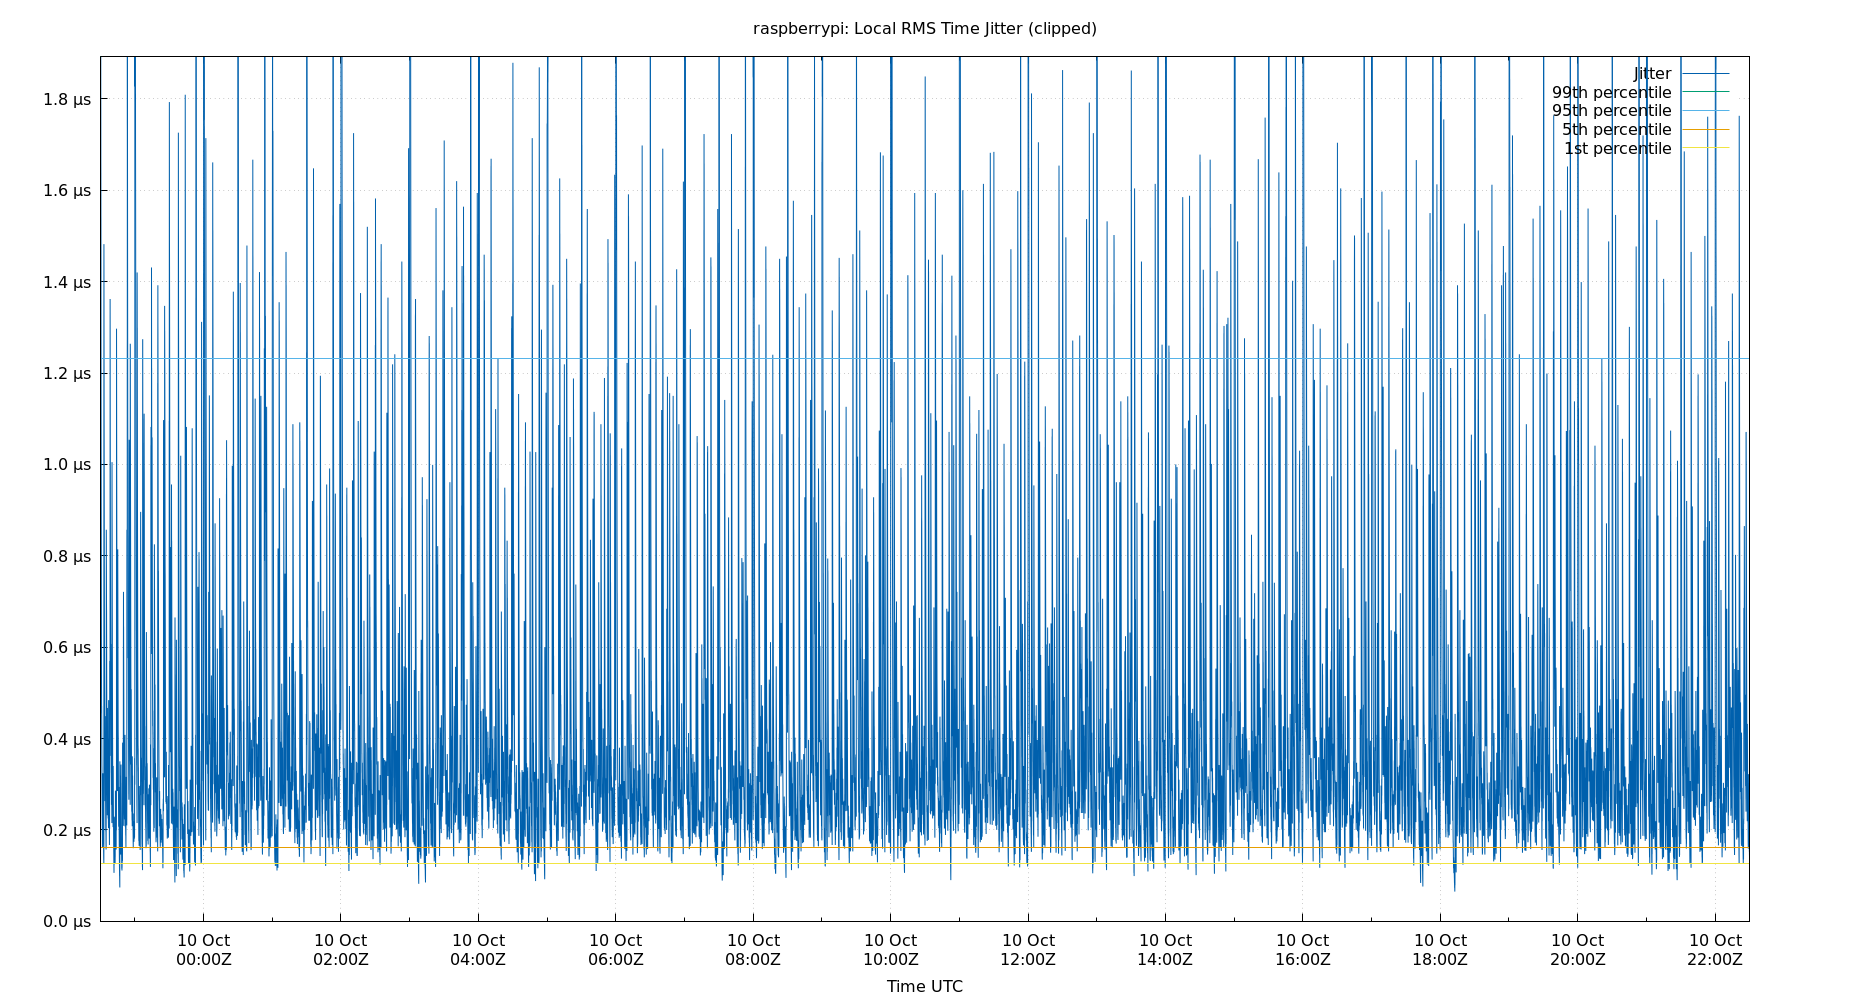 raspberrypi: Local RMS Time Jitter (clipped)
Jitter
99th percentile
95th percentile
5th percentile
1st percentile
1.8 µs
1.6 µs
1.4 µs
1.2 µs
1.0 µs
0.8 µs
0.6 µs
0.4 µs
0.2 µs
0.0 µs
10 Oct 10 Oct 10 Oct 10 Oct 10 Oct 10 Oct 10 Oct 10 Oct 10 Oct 10 Oct 10 Oct 10 Oct
00:00Z 02:00Z 04:00Z 06:00Z 08:00Z 10:00Z 12:00Z 14:00Z 16:00Z 18:00Z 20:00Z 22:00Z
Time UTC